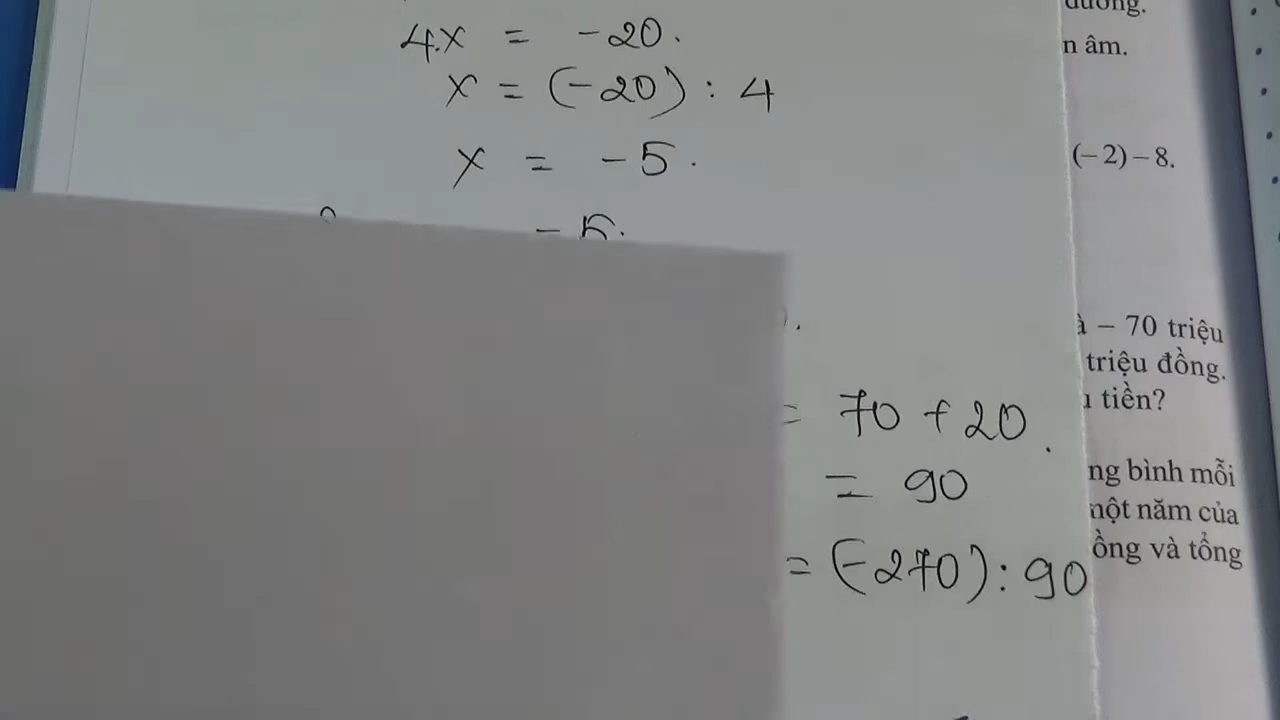 4.x = -20.
x = (-20) : 4
x = -5.
- 5.
= 70 + 20.
= 90
= (-270) : 90
dương.
n âm.
(– 2) – 8.
à – 70 triệu
triệu đồng.
tiền?
ng bình mỗi
một năm của
ồng và tổng